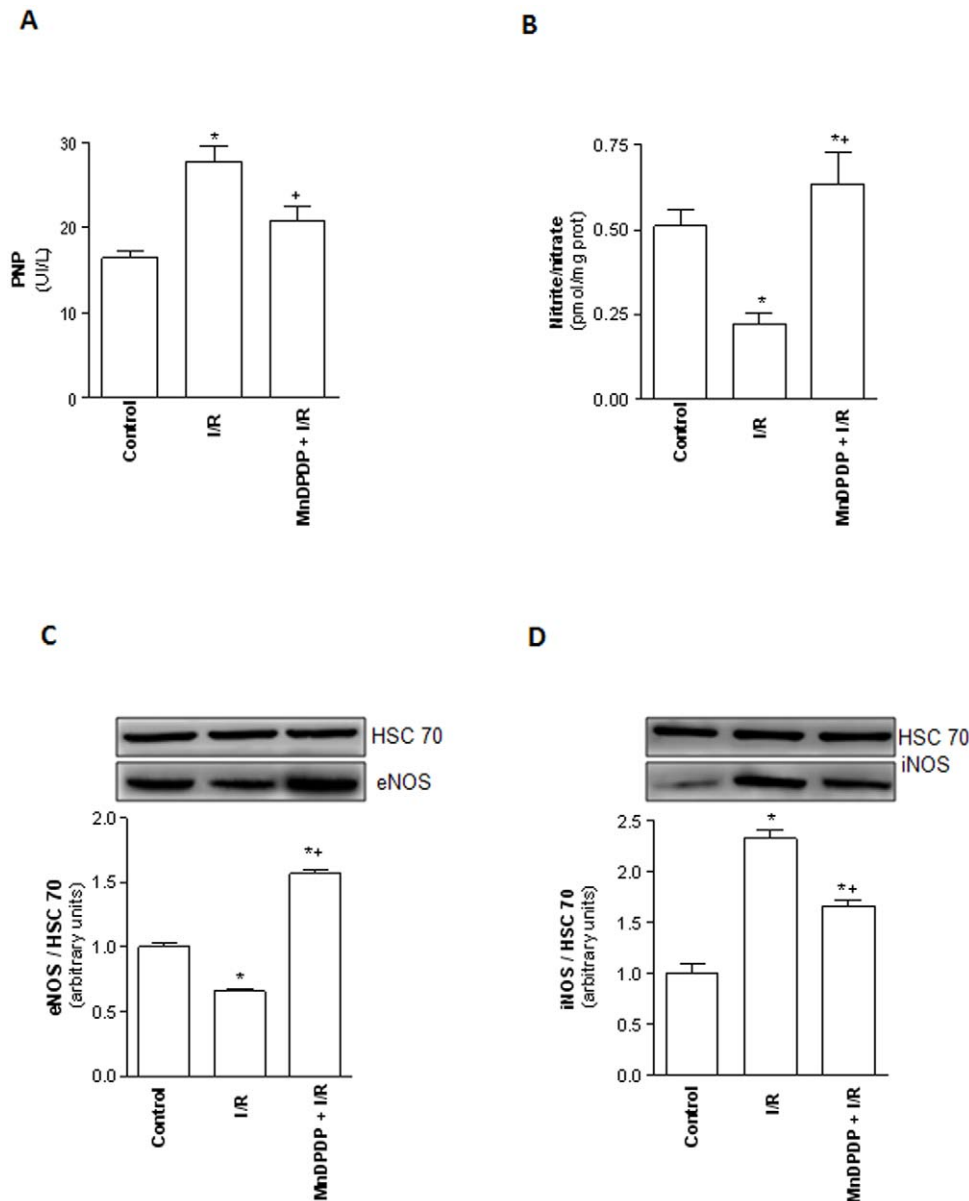 A
B
PNP
(UI/L)
30
20
10
0
*
+
Control
I/R
MnDPDP + I/R
Nitrite/nitrate
(pmol/mg prot)
0.75
0.50
0.25
0.00
*
*+
Control
I/R
MnDPDP + I/R
C
D
HSC 70
eNOS
eNOS / HSC 70
(arbitrary units)
2.0
1.5
1.0
0.5
0.0
*
*+
Control
I/R
MnDPDP + I/R
HSC 70
iNOS
iNOS / HSC 70
(arbitrary units)
2.5
2.0
1.5
1.0
0.5
0.0
*
*+
Control
I/R
MnDPDP + I/R